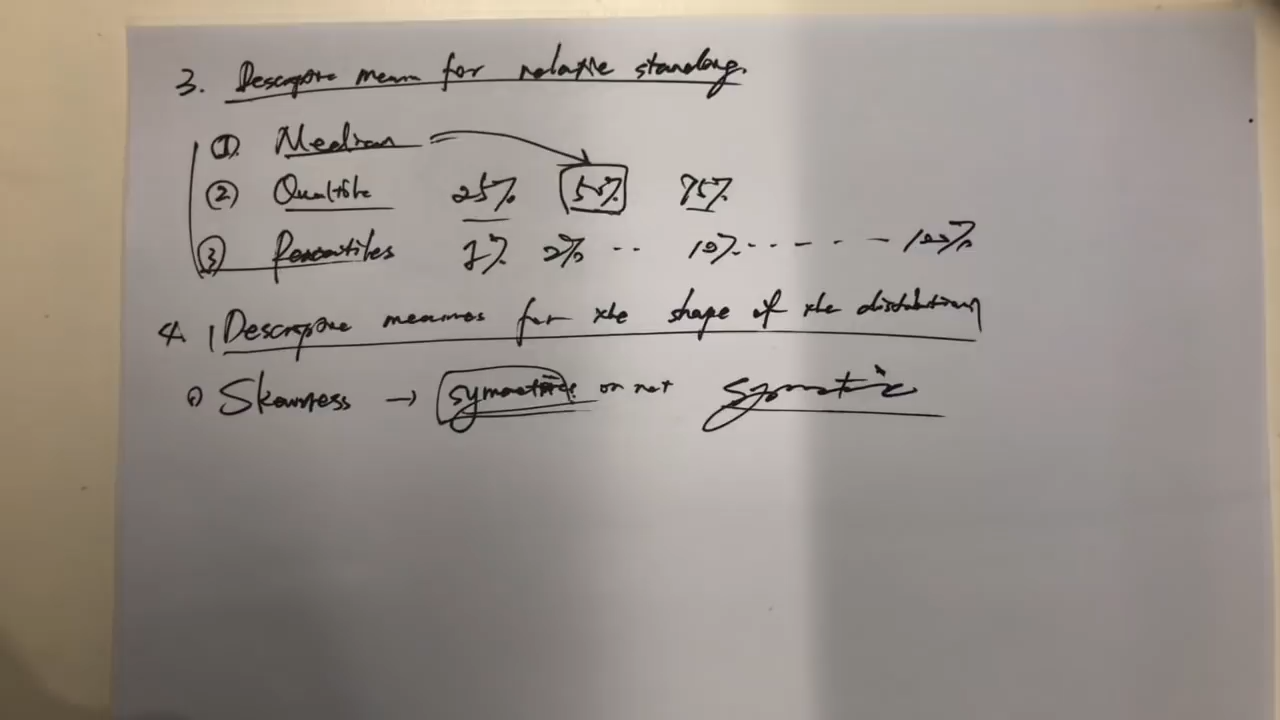 3. Descriptive measure for relative standing.
① Median
② Quartile 25% 50% 75%
③ Percentiles 1% 2% .. 10% ..- - - - 100%
4. Descriptive measures for the shape of the distribution
① Skewness → symmetric or not symmetric